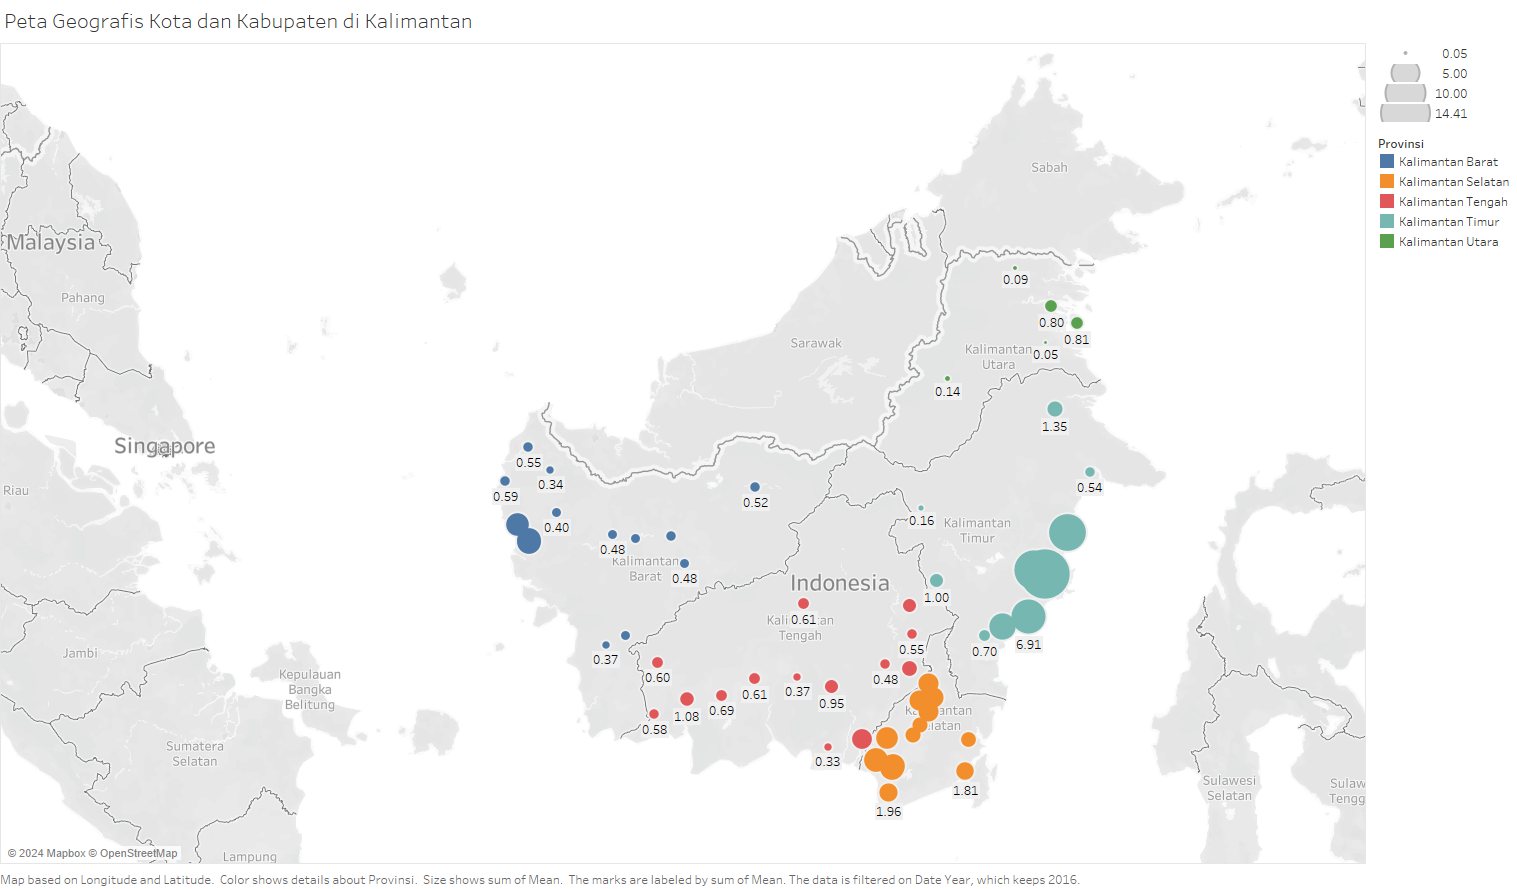 Peta Geografis Kota dan Kabupaten di Kalimantan
0.05
5.00
10.00
14.41
Provinsi
Kalimantan Barat
Kalimantan Selatan
Kalimantan Tengah
Kalimantan Timur
Kalimantan Utara
Sabah
Malaysia
Pahang
0.09
0.80
0.81
Sarawak
Kalimantan
Utara
0.05
0.14
1.35
Singapore
0.55
0.34
0.59
0.52
0.54
Riau
0.40
0.16
Kalimantan
Timur
0.48
Kalimantan
Barat
0.48
Indonesia
1.00
0.61
Tengah
0.55
6.91
0.70
0.37
Jambi
0.60
0.48
Kepulauan
Bangka
Belitung
0.61
0.37
0.95
0.69
1.08
0.58
Sumatera
Selatan
0.33
1.81
1.96
Sulawesi
Selatan
Sulaw
Tengg
Lampung
© 2024 Mapbox © OpenStreetMap
Map based on Longitude and Latitude.  Color shows details about Provinsi.  Size shows sum of Mean.  The marks are labeled by sum of Mean. The data is filtered on Date Year, which keeps 2016.